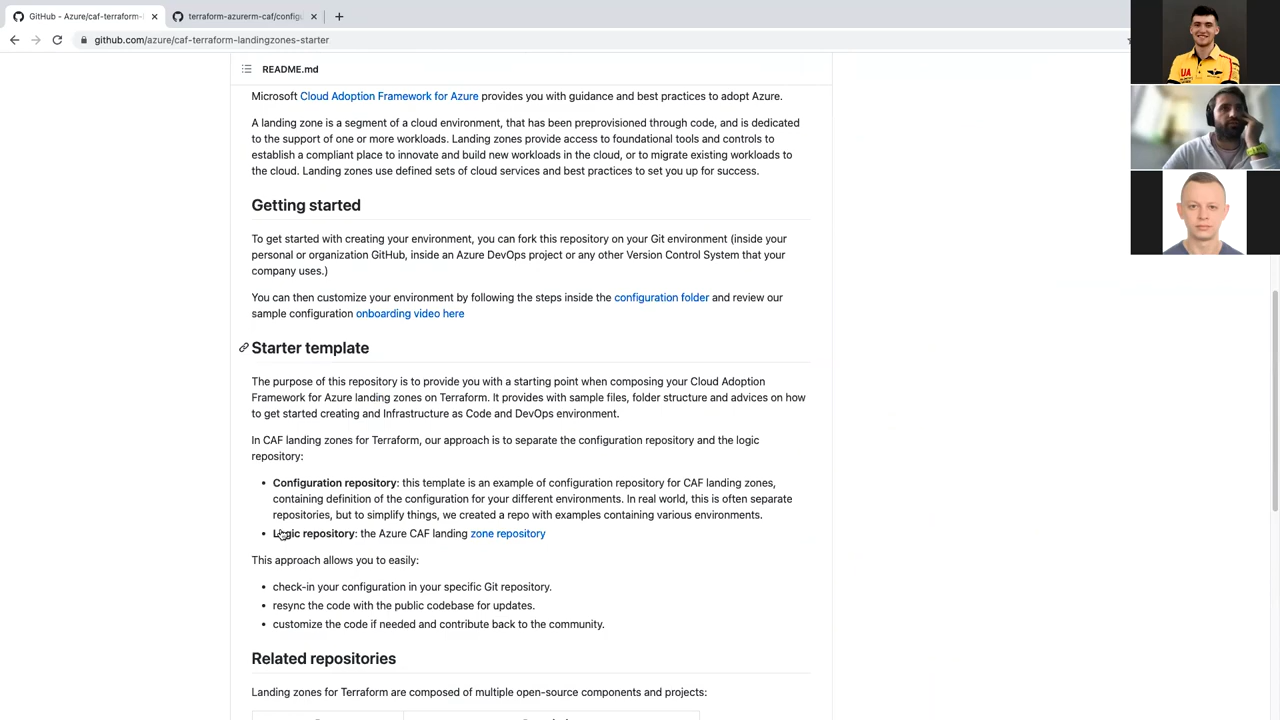 GitHub - Azure/caf-terraform-l
terraform-azurerm-caf/config
github.com/azure/caf-terraform-landingzones-starter
README.md
Microsoft Cloud Adoption Framework for Azure provides you with guidance and best practices to adopt Azure.
A landing zone is a segment of a cloud environment, that has been preprovisioned through code, and is dedicated
to the support of one or more workloads. Landing zones provide access to foundational tools and controls to
establish a compliant place to innovate and build new workloads in the cloud, or to migrate existing workloads to
the cloud. Landing zones use defined sets of cloud services and best practices to set you up for success.
Getting started
To get started with creating your environment, you can fork this repository on your Git environment (inside your
personal or organization GitHub, inside an Azure DevOps project or any other Version Control System that your
company uses.)
You can then customize your environment by following the steps inside the configuration folder and review our
sample configuration onboarding video here
Starter template
The purpose of this repository is to provide you with a starting point when composing your Cloud Adoption
Framework for Azure landing zones on Terraform. It provides with sample files, folder structure and advices on how
to get started creating and Infrastructure as Code and DevOps environment.
In CAF landing zones for Terraform, our approach is to separate the configuration repository and the logic
repository:
• Configuration repository: this template is an example of configuration repository for CAF landing zones,
containing definition of the configuration for your different environments. In real world, this is often separate
repositories, but to simplify things, we created a repo with examples containing various environments.
• Logic repository: the Azure CAF landing zone repository
This approach allows you to easily:
• check-in your configuration in your specific Git repository.
• resync the code with the public codebase for updates.
• customize the code if needed and contribute back to the community.
Related repositories
Landing zones for Terraform are composed of multiple open-source components and projects:
UA